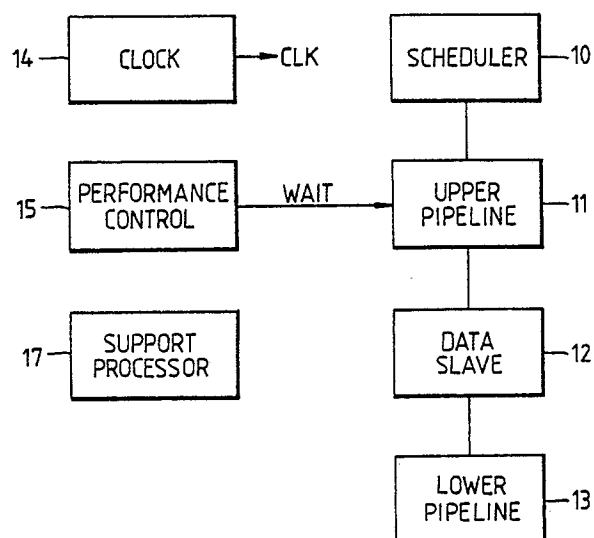 14
CLOCK
CLK
SCHEDULER
10
15
PERFORMANCE
CONTROL
WAIT
UPPER
PIPELINE
11
17
SUPPORT
PROCESSOR
DATA
SLAVE
12
LOWER
PIPELINE
13